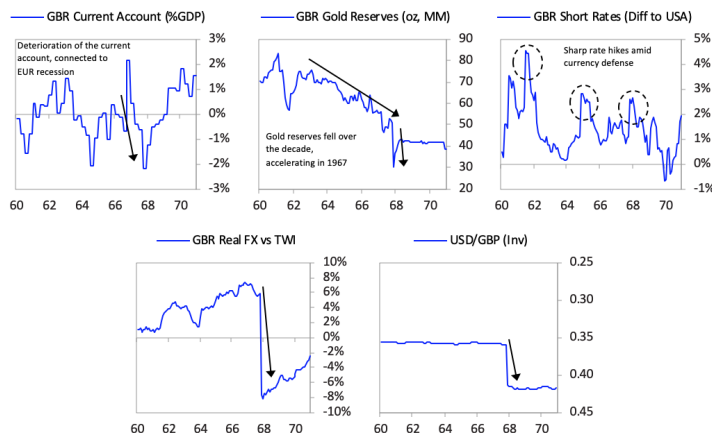 GBR Current Account (%GDP)
Deterioration of the current
account, connected to
EUR recession
3%
2%
1%
0%
-1%
-2%
-3%
60 62 64 66 68 70
GBR Gold Reserves (oz, MM)
Gold reserves fell over
the decade,
accelerating in 1967
90
80
70
60
50
40
30
20
60 62 64 66 68 70
GBR Short Rates (Diff to USA)
Sharp rate hikes amid
currency defense
5%
4%
3%
2%
1%
0%
-1%
60 62 64 66 68 70
GBR Real FX vs TWI
10%
8%
6%
4%
2%
0%
-2%
-4%
-6%
-8%
-10%
60 62 64 66 68 70
USD/GBP (Inv)
0.25
0.30
0.35
0.40
0.45
60 62 64 66 68 70